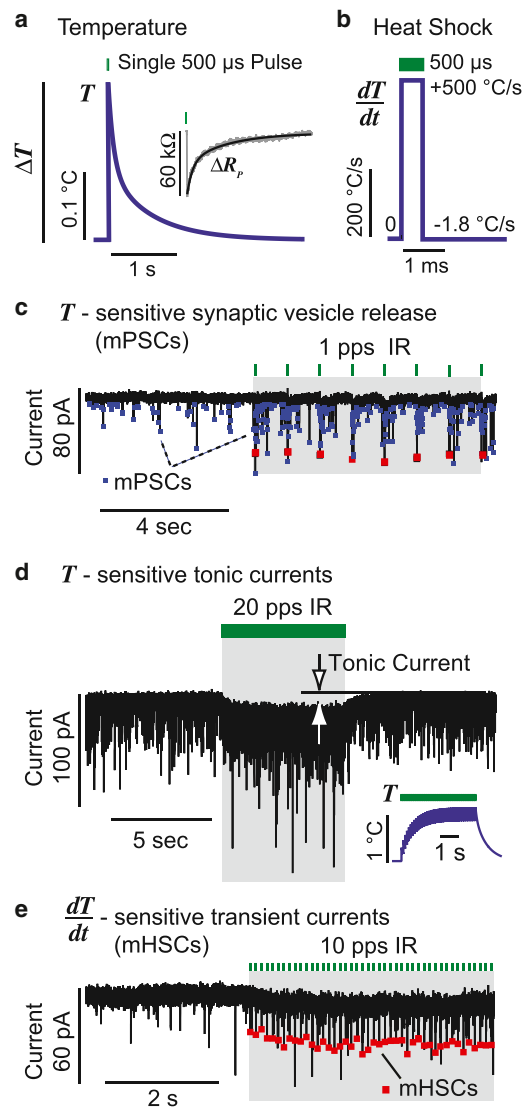 a Temperature
Single 500 µs Pulse
T
ΔT
0.1 °C
60 kΩ
ΔR_P
1 s
b Heat Shock
500 µs
dT/dt
+500 °C/s
200 °C/s
0
-1.8 °C/s
1 ms
c T - sensitive synaptic vesicle release
(mPSCs)
1 pps IR
Current
80 pA
mPSCs
4 sec
d T - sensitive tonic currents
20 pps IR
Tonic Current
Current
100 pA
5 sec
T
1 °C
1 s
e dT/dt - sensitive transient currents
(mHSCs)
10 pps IR
Current
60 pA
2 s
mHSCs